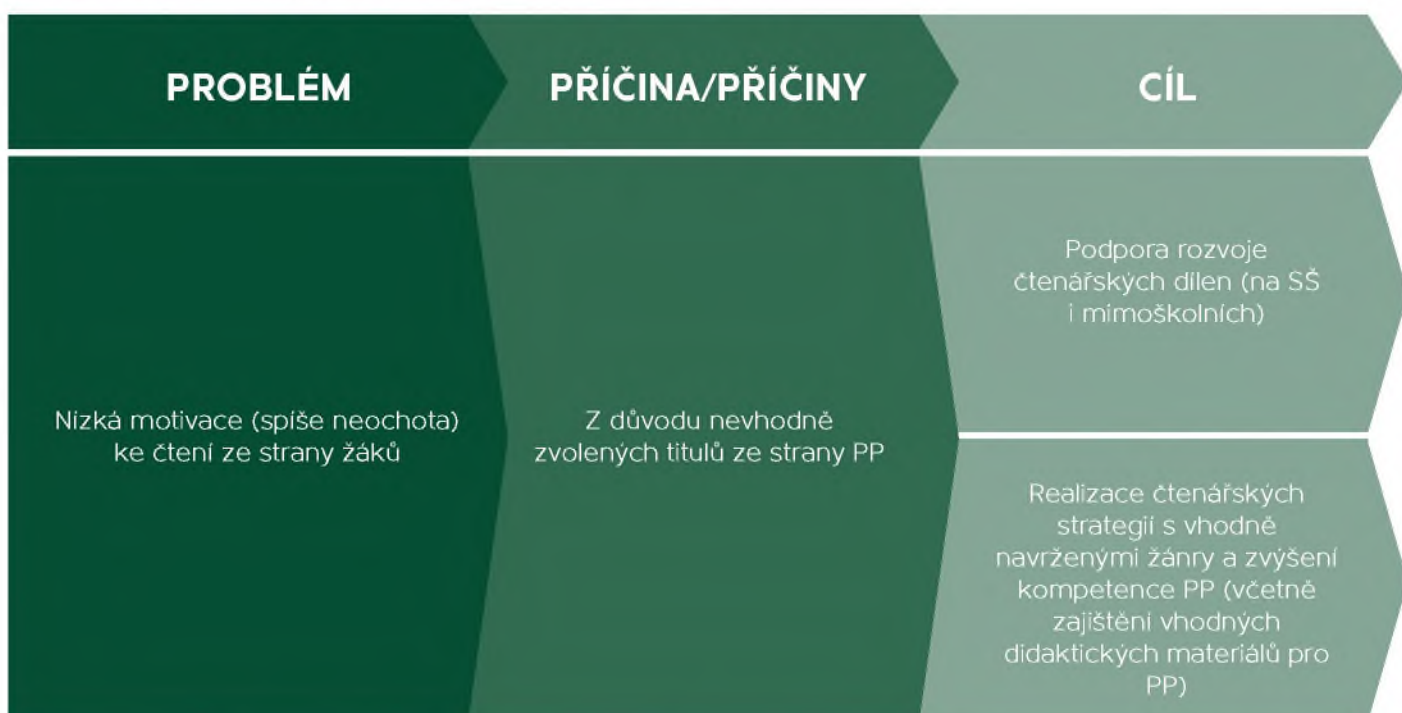 PROBLÉM
PŘÍČINA/PŘÍČINY
CÍL
Nízká motivace (spíše neochota)
ke čtení ze strany žáků
Z důvodu nevhodně
zvolených titulů ze strany PP
Podpora rozvoje
čtenářských dílen (na SŠ
i mimoškolních)
Realizace čtenářských
strategií s vhodně
navrženými žánry a zvýšení
kompetence PP (včetně
zajištění vhodných
didaktických materiálů pro
PP)